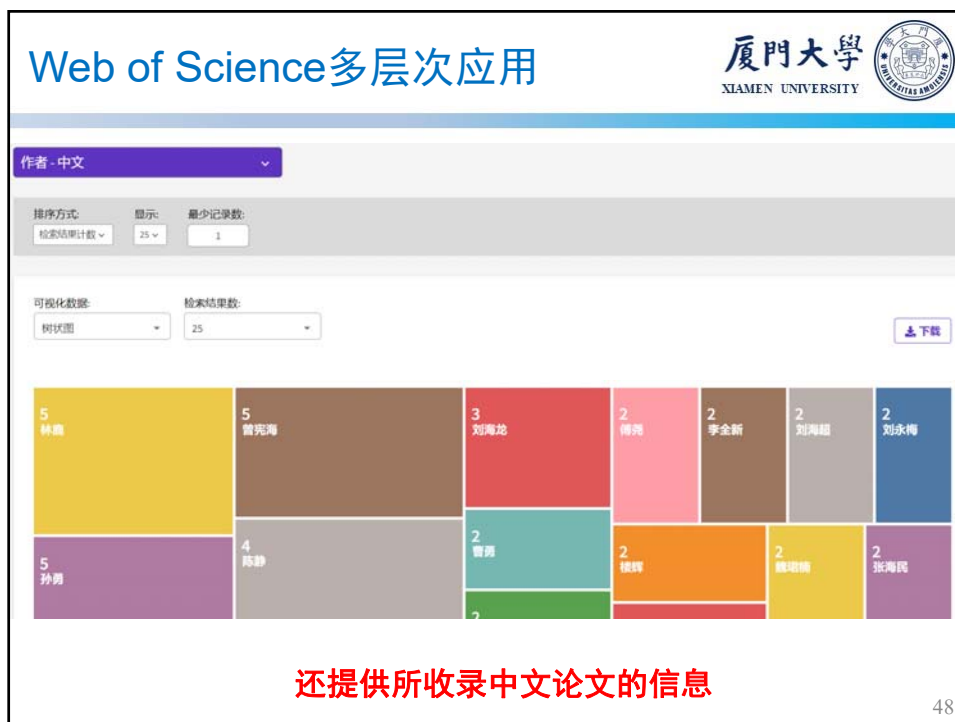 Web of Science多层次应用
厦門大學
XIAMEN UNIVERSITY
作者 - 中文
排序方式:
显示:
最少记录数:
检索结果计数
25
1
可视化数据:
检索结果数:
树状图
25
下载
5
林鹿
5
曾宪海
3
刘海龙
2
傅尧
2
李全新
2
刘海超
2
刘永梅
5
孙勇
4
陈静
2
曹勇
2
楼辉
2
2
张海民
2
还提供所收录中文论文的信息
48